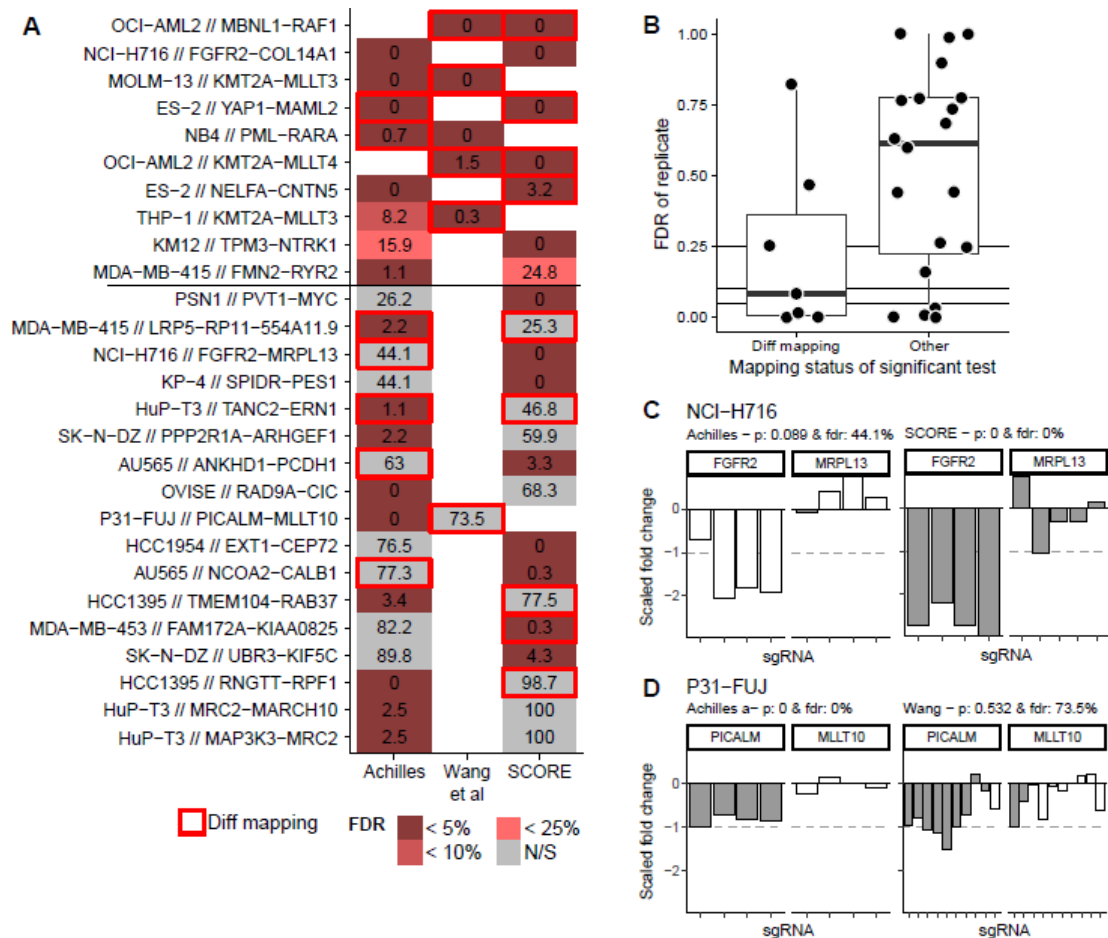 A
OCI-AML2 // MBNL1-RAF1 0 0
NCI-H716 // FGFR2-COL14A1 0 0
MOLM-13 // KMT2A-MLLT3 0 0
ES-2 // YAP1-MAML2 0 0
NB4 // PML-RARA 0.7 0
OCI-AML2 // KMT2A-MLLT4 1.5 0
ES-2 // NELFA-CNTN5 0 3.2
THP-1 // KMT2A-MLLT3 8.2 0.3
KM12 // TPM3-NTRK1 15.9 0
MDA-MB-415 // FMN2-RYR2 1.1 24.8
PSN1 // PVT1-MYC 26.2 0
MDA-MB-415 // LRP5-RP11-554A11.9 2.2 25.3
NCI-H716 // FGFR2-MRPL13 44.1 0
KP-4 // SPIDR-PES1 44.1 0
HuP-T3 // TANC2-ERN1 1.1 46.8
SK-N-DZ // PPP2R1A-ARHGEF1 2.2 59.9
AU565 // ANKHD1-PCDH1 63 3.3
OVISE // RAD9A-CIC 0 68.3
P31-FUJ // PICALM-MLLT10 0 73.5
HCC1954 // EXT1-CEP72 76.5 0
AU565 // NCOA2-CALB1 77.3 0.3
HCC1395 // TMEM104-RAB37 3.4 77.5
MDA-MB-453 // FAM172A-KIAA0825 82.2 0.3
SK-N-DZ // UBR3-KIF5C 89.8 4.3
HCC1395 // RNGTT-RPF1 0 98.7
HuP-T3 // MRC2-MARCH10 2.5 100
HuP-T3 // MAP3K3-MRC2 2.5 100
Achilles Wang SCORE
et al
Diff mapping FDR < 5% < 25%
< 10% N/S
B
FDR of replicate
1.00
0.75
0.50
0.25
0.00
Diff mapping Other
Mapping status of significant test
C NCI-H716
Achilles - p: 0.089 & fdr: 44.1% SCORE - p: 0 & fdr: 0%
FGFR2 MRPL13 FGFR2 MRPL13
Scaled fold change
0
-1
-2
sgRNA sgRNA
D P31-FUJ
Achilles a- p: 0 & fdr: 0% Wang - p: 0.532 & fdr: 73.5%
PICALM MLLT10 PICALM MLLT10
Scaled fold change
0
-1
-2
sgRNA sgRNA